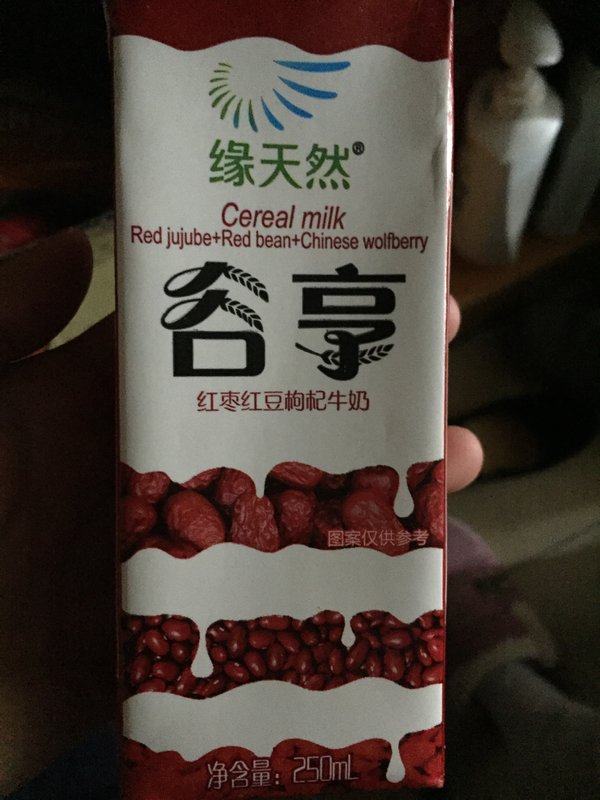 缘天然®
Cereal milk
Red jujube+Red bean+Chinese wolfberry
谷享
红枣红豆枸杞牛奶
图案仅供参考
净含量：250mL